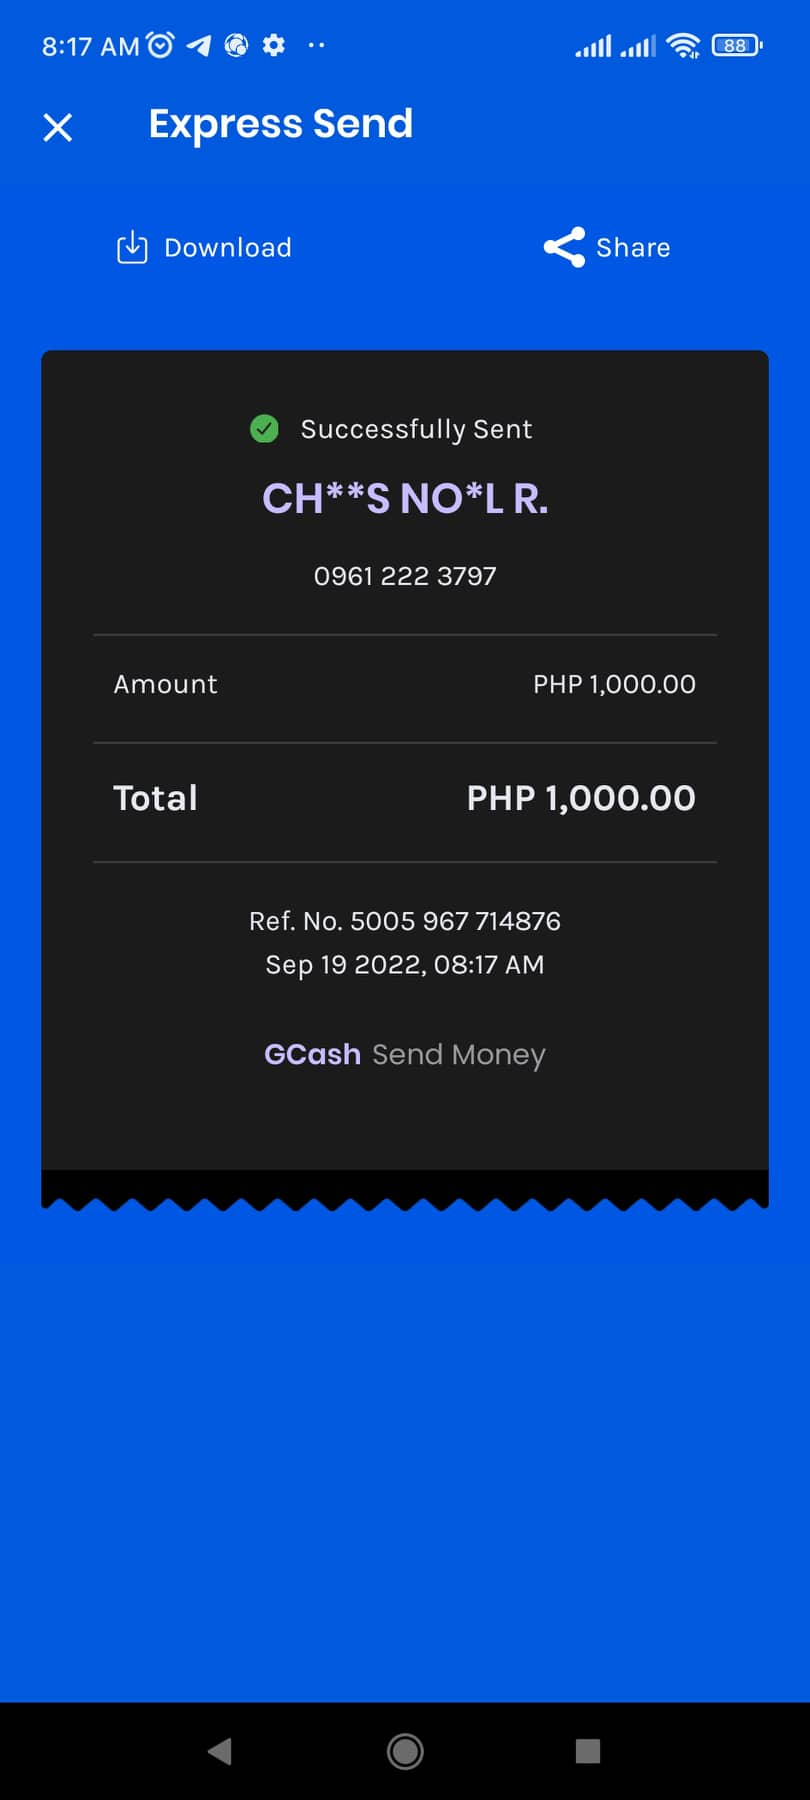 8:17 AM
88
Express Send
Download
Share
Successfully Sent
CH**S NO*L R.
0961 222 3797
Amount PHP 1,000.00
Total PHP 1,000.00
Ref. No. 5005 967 714876
Sep 19 2022, 08:17 AM
GCash Send Money